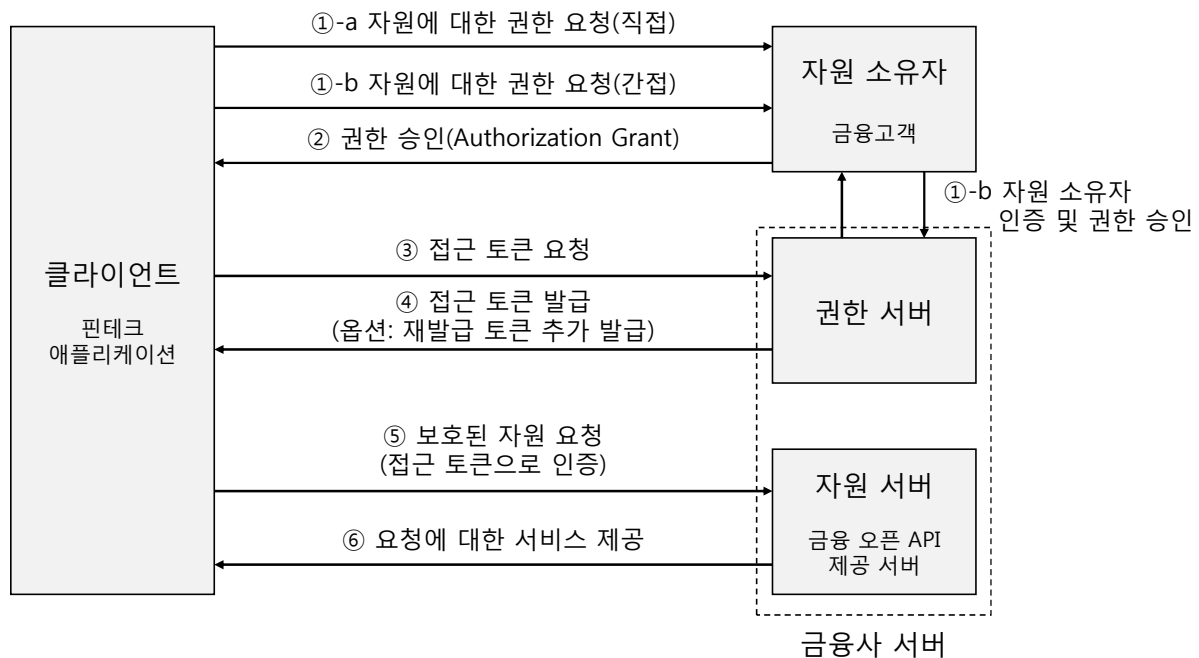 ①-a 자원에 대한 권한 요청(직접)
자원 소유자
①-b 자원에 대한 권한 요청(간접)
금융고객
② 권한 승인(Authorization Grant)
①-b 자원 소유자
인증 및 권한 승인
클라이언트
핀테크
애플리케이션
③ 접근 토큰 요청
④ 접근 토큰 발급
(옵션: 재발급 토큰 추가 발급)
권한 서버
⑤ 보호된 자원 요청
(접근 토큰으로 인증)
자원 서버
금융 오픈 API
제공 서버
⑥ 요청에 대한 서비스 제공
금융사 서버